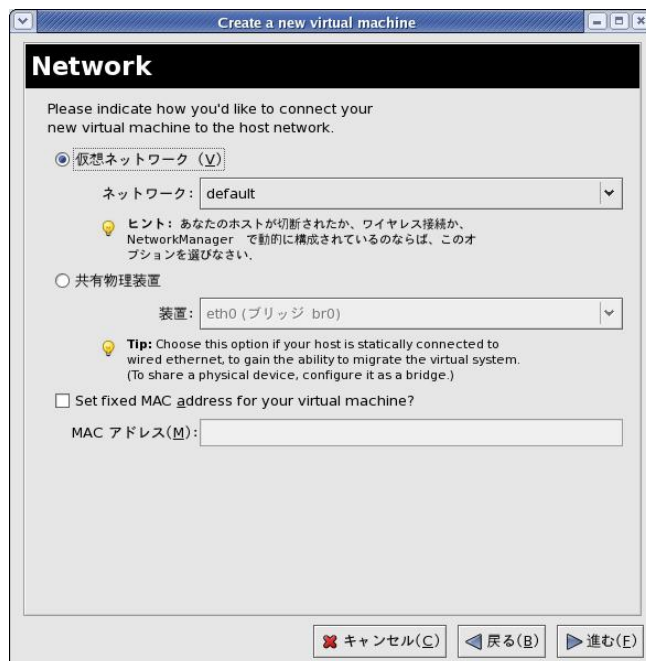 Create a new virtual machine
Network
Please indicate how you'd like to connect your
new virtual machine to the host network.
仮想ネットワーク (V)
ネットワーク: default
ヒント: あなたのホストが切断されたか、ワイヤレス接続か、
NetworkManager で動的に構成されているのならば、このオ
プションを選びなさい.
共有物理装置
装置: eth0 (ブリッジ br0)
Tip: Choose this option if your host is statically connected to
wired ethernet, to gain the ability to migrate the virtual system.
(To share a physical device, configure it as a bridge.)
Set fixed MAC address for your virtual machine?
MAC アドレス(M):
キャンセル(C) 戻る(B) 進む(F)